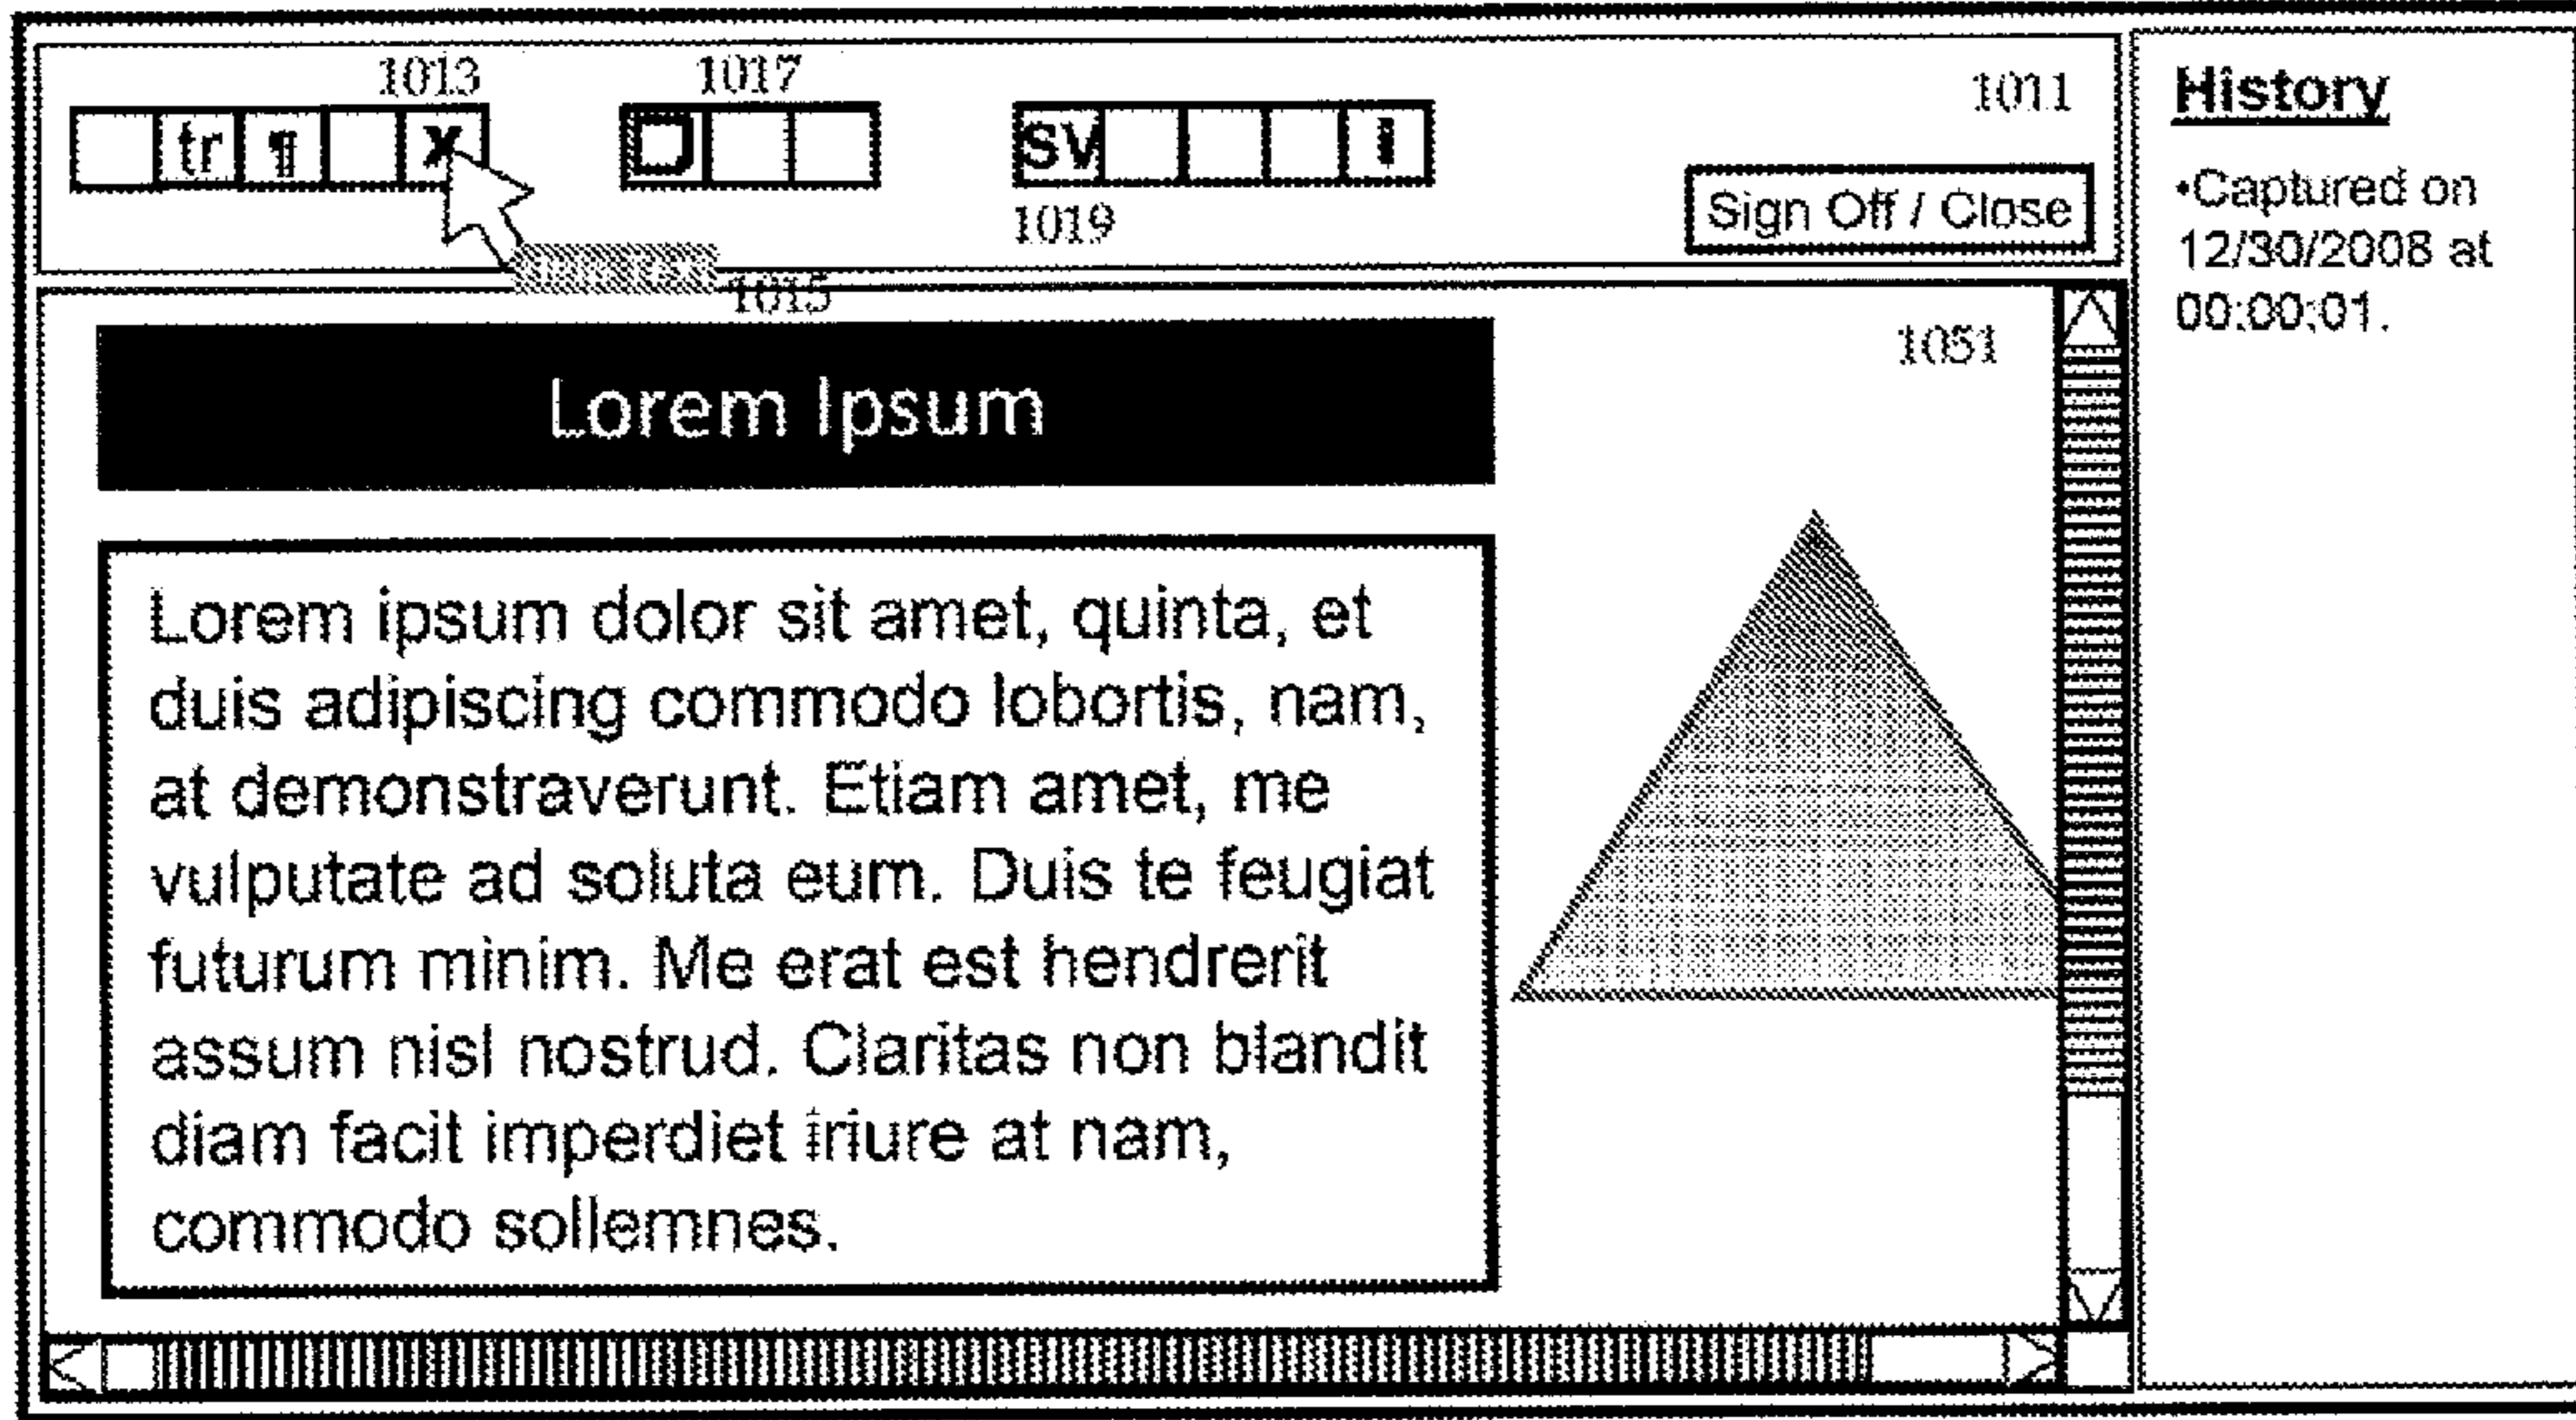 1013
1017
1011
tr ¶ x
SV i
1019
Sign Off / Close
1015
1051
Lorem Ipsum
Lorem ipsum dolor sit amet, quinta, et
duis adipiscing commodo lobortis, nam,
at demonstraverunt. Etiam amet, me
vulputate ad soluta eum. Duis te feugiat
futurum minim. Me erat est hendrerit
assum nisl nostrud. Claritas non blandit
diam facit imperdiet iriure at nam,
commodo sollemnes.
History
•Captured on
12/30/2008 at
00:00:01.